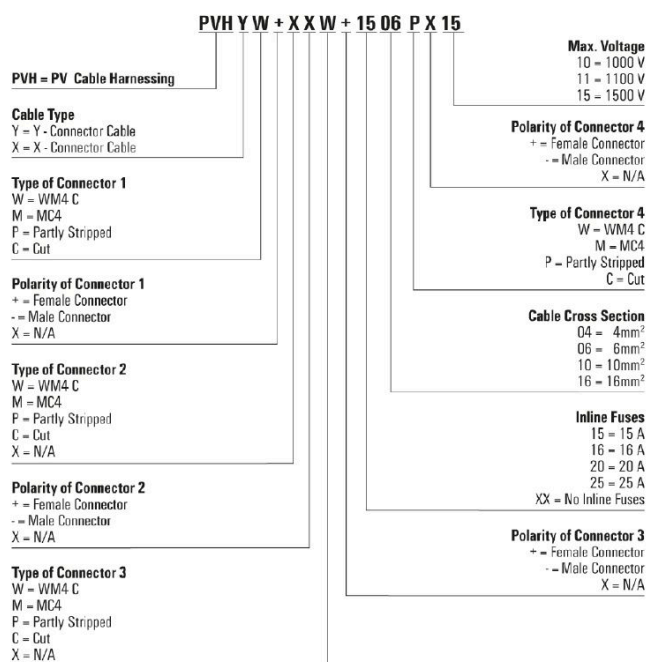 PVH Y W + X X W + 15 06 P X 15
PVH = PV Cable Harnessing
Cable Type
Y = Y - Connector Cable
X = X - Connector Cable
Type of Connector 1
W = WM4 C
M = MC4
P = Partly Stripped
C = Cut
Polarity of Connector 1
+ = Female Connector
- = Male Connector
X = N/A
Type of Connector 2
W = WM4 C
M = MC4
P = Partly Stripped
C = Cut
X = N/A
Polarity of Connector 2
+ = Female Connector
- = Male Connector
X = N/A
Type of Connector 3
W = WM4 C
M = MC4
P = Partly Stripped
C = Cut
X = N/A
Max. Voltage
10 = 1000 V
11 = 1100 V
15 = 1500 V
Polarity of Connector 4
+ = Female Connector
- = Male Connector
X = N/A
Type of Connector 4
W = WM4 C
M = MC4
P = Partly Stripped
C = Cut
Cable Cross Section
04 = 4mm²
06 = 6mm²
10 = 10mm²
16 = 16mm²
Inline Fuses
15 = 15 A
16 = 16 A
20 = 20 A
25 = 25 A
XX = No Inline Fuses
Polarity of Connector 3
+ = Female Connector
- = Male Connector
X = N/A